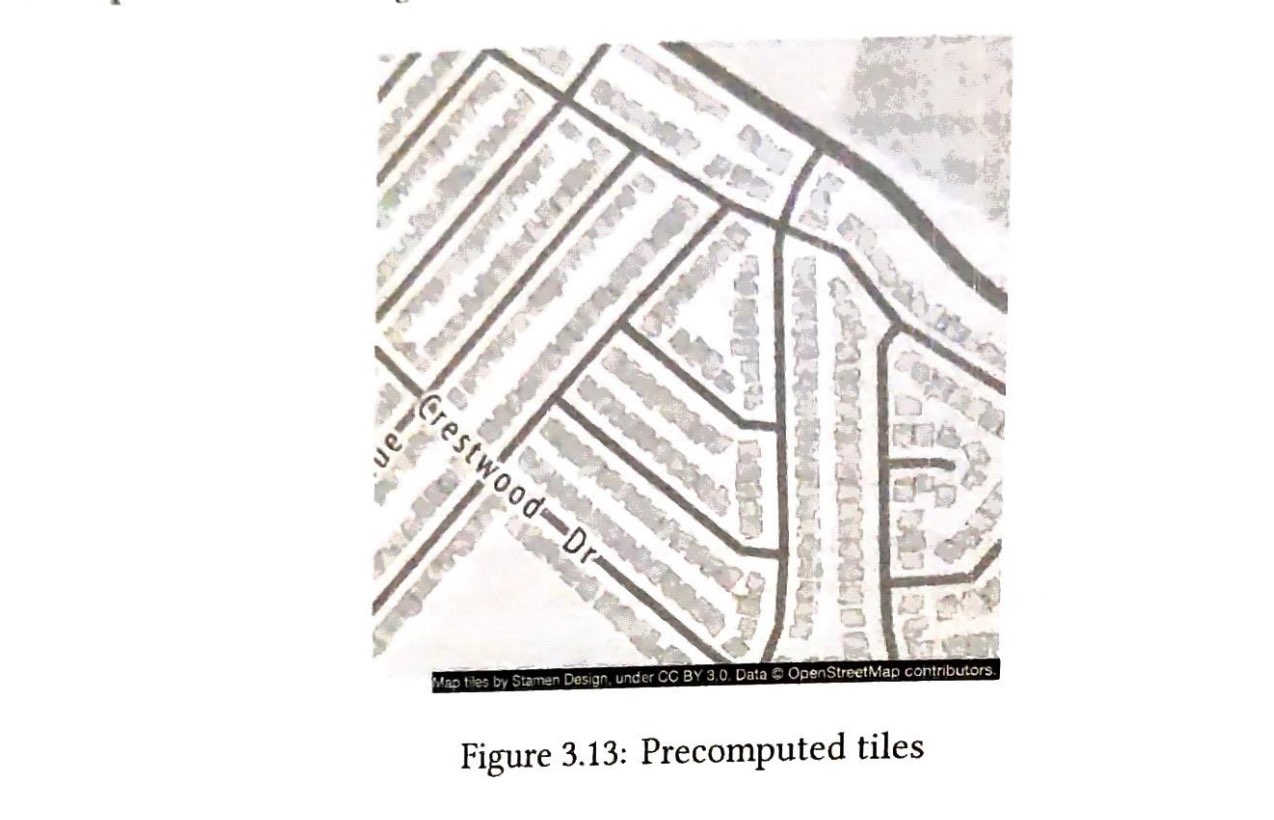 Crestwood Dr
ue
Map tiles by Stamen Design, under CC BY 3.0. Data © OpenStreetMap contributors.
Figure 3.13: Precomputed tiles